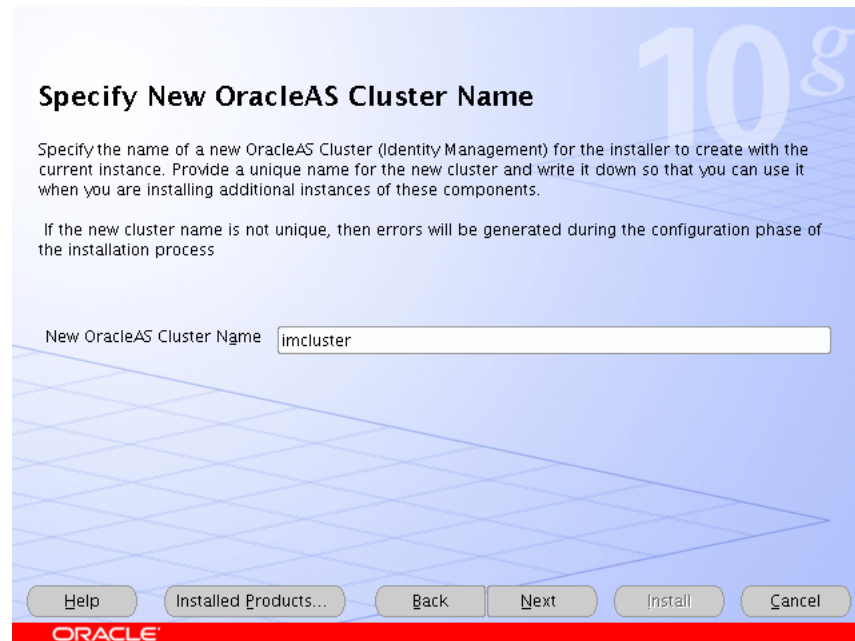 10g
Specify New OracleAS Cluster Name
Specify the name of a new OracleAS Cluster (Identity Management) for the installer to create with the
current instance. Provide a unique name for the new cluster and write it down so that you can use it
when you are installing additional instances of these components.
If the new cluster name is not unique, then errors will be generated during the configuration phase of
the installation process
New OracleAS Cluster Name imcluster
Help Installed Products... Back Next Install Cancel
ORACLE